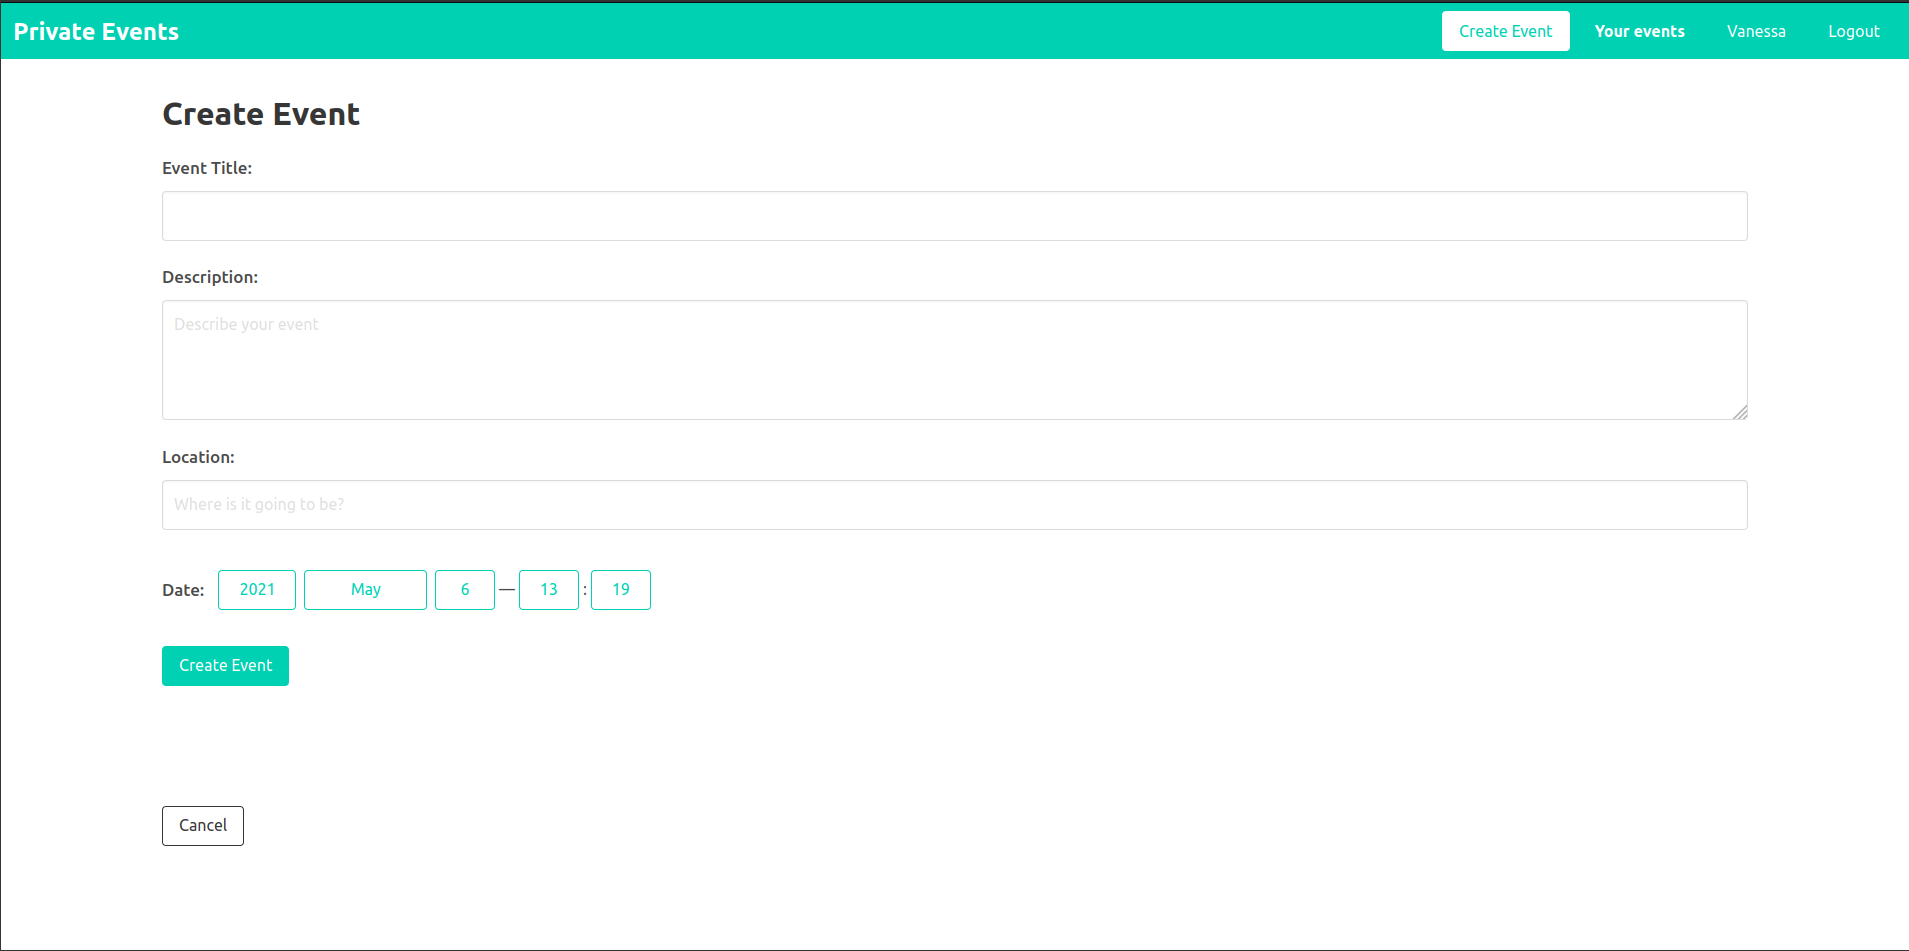 Private Events Create Event Your events Vanessa Logout
Create Event
Event Title:
Description:
Describe your event
Location:
Where is it going to be?
Date: 2021 May 6 — 13 : 19
Create Event
Cancel